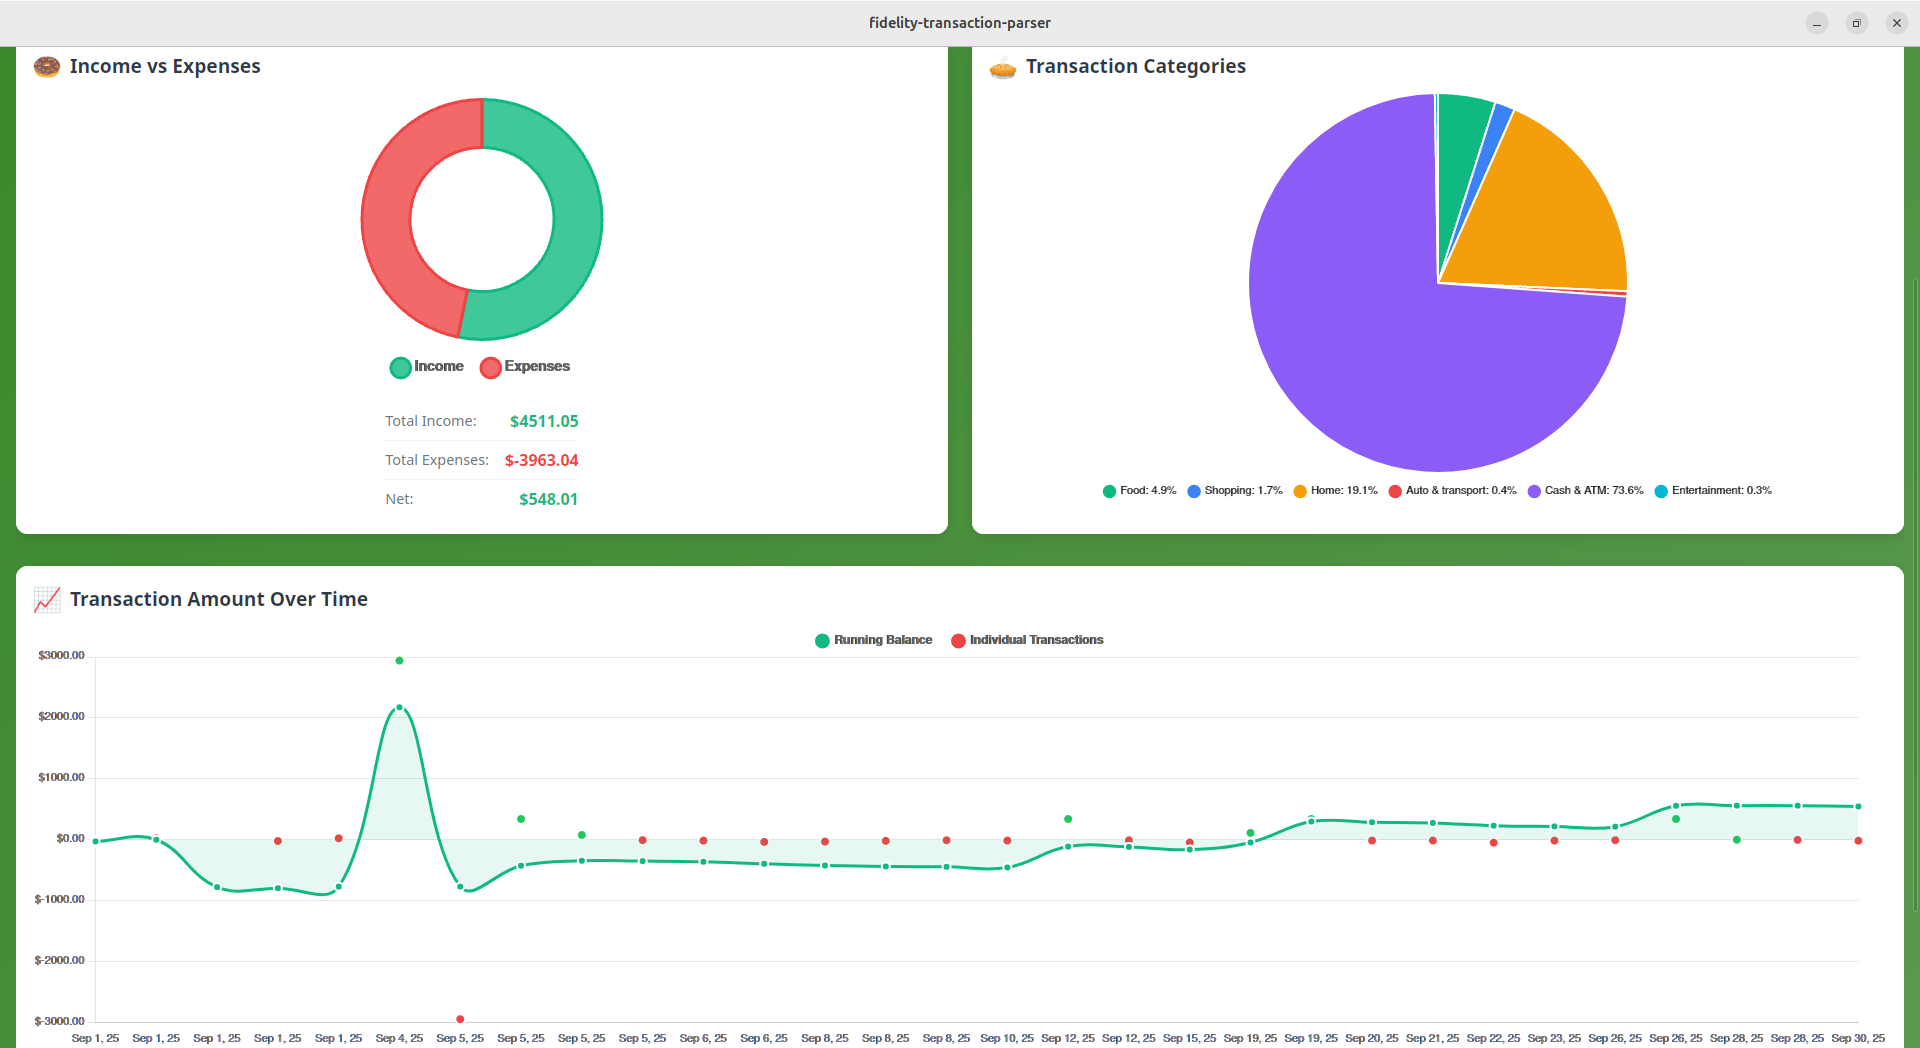 fidelity-transaction-parser
Income vs Expenses
Income Expenses
Total Income: $4511.05
Total Expenses: $-3963.04
Net: $548.01
Transaction Categories
Food: 4.9% Shopping: 1.7% Home: 19.1% Auto & transport: 0.4% Cash & ATM: 73.6% Entertainment: 0.3%
Transaction Amount Over Time
Running Balance Individual Transactions
$3000.00
$2000.00
$1000.00
$0.00
$-1000.00
$-2000.00
$-3000.00
Sep 1, 25 Sep 1, 25 Sep 1, 25 Sep 1, 25 Sep 1, 25 Sep 4, 25 Sep 5, 25 Sep 5, 25 Sep 5, 25 Sep 5, 25 Sep 6, 25 Sep 6, 25 Sep 8, 25 Sep 8, 25 Sep 8, 25 Sep 10, 25 Sep 12, 25 Sep 12, 25 Sep 15, 25 Sep 19, 25 Sep 19, 25 Sep 20, 25 Sep 21, 25 Sep 22, 25 Sep 23, 25 Sep 26, 25 Sep 26, 25 Sep 28, 25 Sep 28, 25 Sep 30, 25